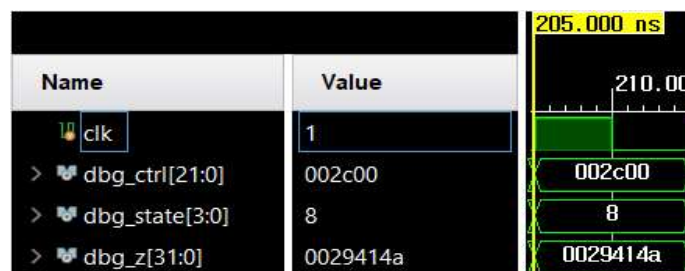 205.000 ns
Name Value 210.00
clk 1
dbg_ctrl[21:0] 002c00 002c00
dbg_state[3:0] 8 8
dbg_z[31:0] 0029414a 0029414a